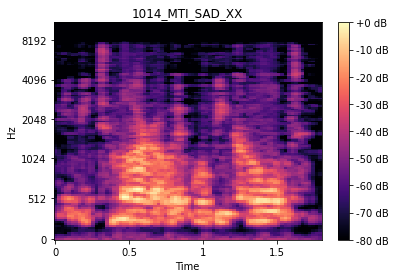 1014_MTI_SAD_XX
Hz
8192
4096
2048
1024
512
0
0
0.5
1
1.5
Time
+0 dB
-10 dB
-20 dB
-30 dB
-40 dB
-50 dB
-60 dB
-70 dB
-80 dB